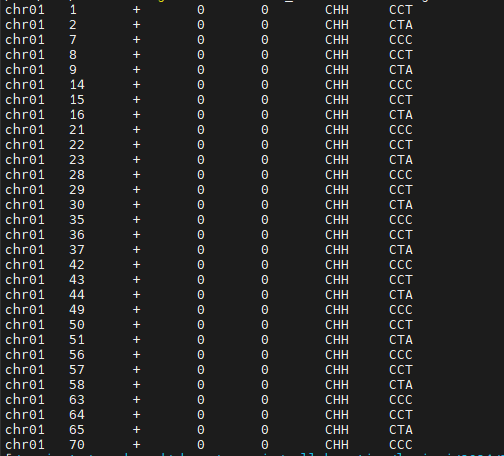 chr01 1 + 0 0 CHH CCT
chr01 2 + 0 0 CHH CTA
chr01 7 + 0 0 CHH CCC
chr01 8 + 0 0 CHH CCT
chr01 9 + 0 0 CHH CTA
chr01 14 + 0 0 CHH CCC
chr01 15 + 0 0 CHH CCT
chr01 16 + 0 0 CHH CTA
chr01 21 + 0 0 CHH CCC
chr01 22 + 0 0 CHH CCT
chr01 23 + 0 0 CHH CTA
chr01 28 + 0 0 CHH CCC
chr01 29 + 0 0 CHH CCT
chr01 30 + 0 0 CHH CTA
chr01 35 + 0 0 CHH CCC
chr01 36 + 0 0 CHH CCT
chr01 37 + 0 0 CHH CTA
chr01 42 + 0 0 CHH CCC
chr01 43 + 0 0 CHH CCT
chr01 44 + 0 0 CHH CTA
chr01 49 + 0 0 CHH CCC
chr01 50 + 0 0 CHH CCT
chr01 51 + 0 0 CHH CTA
chr01 56 + 0 0 CHH CCC
chr01 57 + 0 0 CHH CCT
chr01 58 + 0 0 CHH CTA
chr01 63 + 0 0 CHH CCC
chr01 64 + 0 0 CHH CCT
chr01 65 + 0 0 CHH CTA
chr01 70 + 0 0 CHH CCC